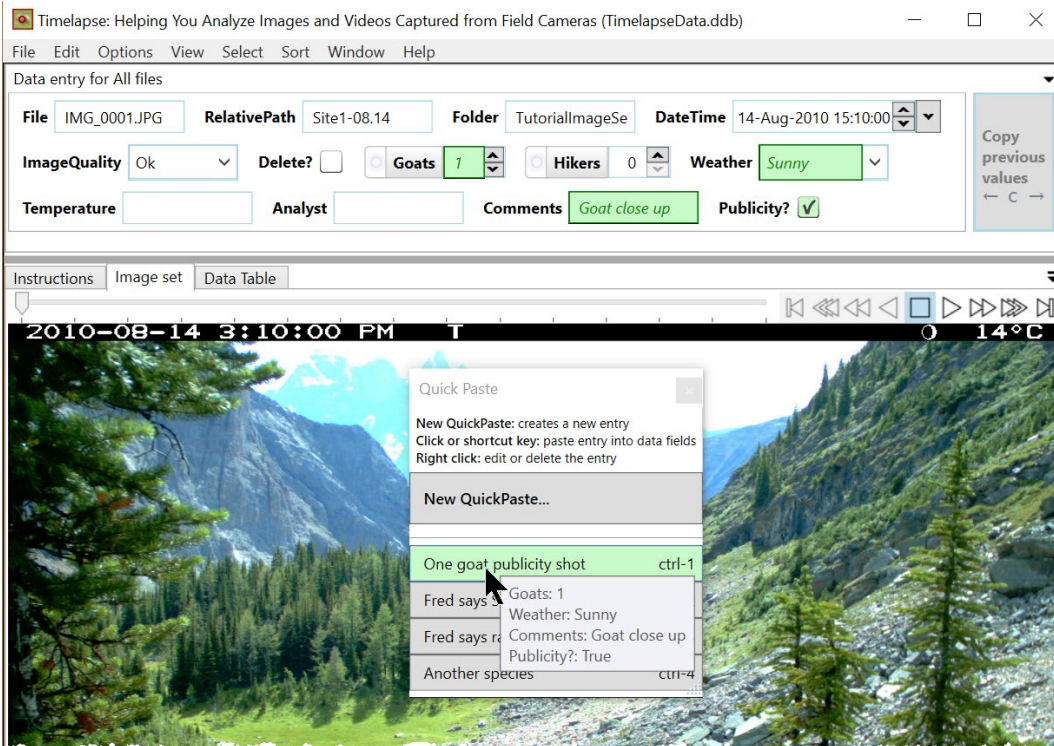 Timelapse: Helping You Analyze Images and Videos Captured from Field Cameras (TimelapseData.ddb)
File Edit Options View Select Sort Window Help
Data entry for All files
File IMG_0001.JPG RelativePath Site1-08.14 Folder TutorialImageSe DateTime 14-Aug-2010 15:10:00
ImageQuality Ok Delete? Goats 1 Hikers 0 Weather Sunny
Temperature Analyst Comments Goat close up Publicity?
Copy
previous
values
← C →
Instructions Image set Data Table
2010-08-14 3:10:00 PM T 14°C
Quick Paste
New QuickPaste: creates a new entry
Click or shortcut key: paste entry into data fields
Right click: edit or delete the entry
New QuickPaste...
One goat publicity shot ctrl-1
Fred says
Fred says
Another species ctrl-4
Goats: 1
Weather: Sunny
Comments: Goat close up
Publicity?: True